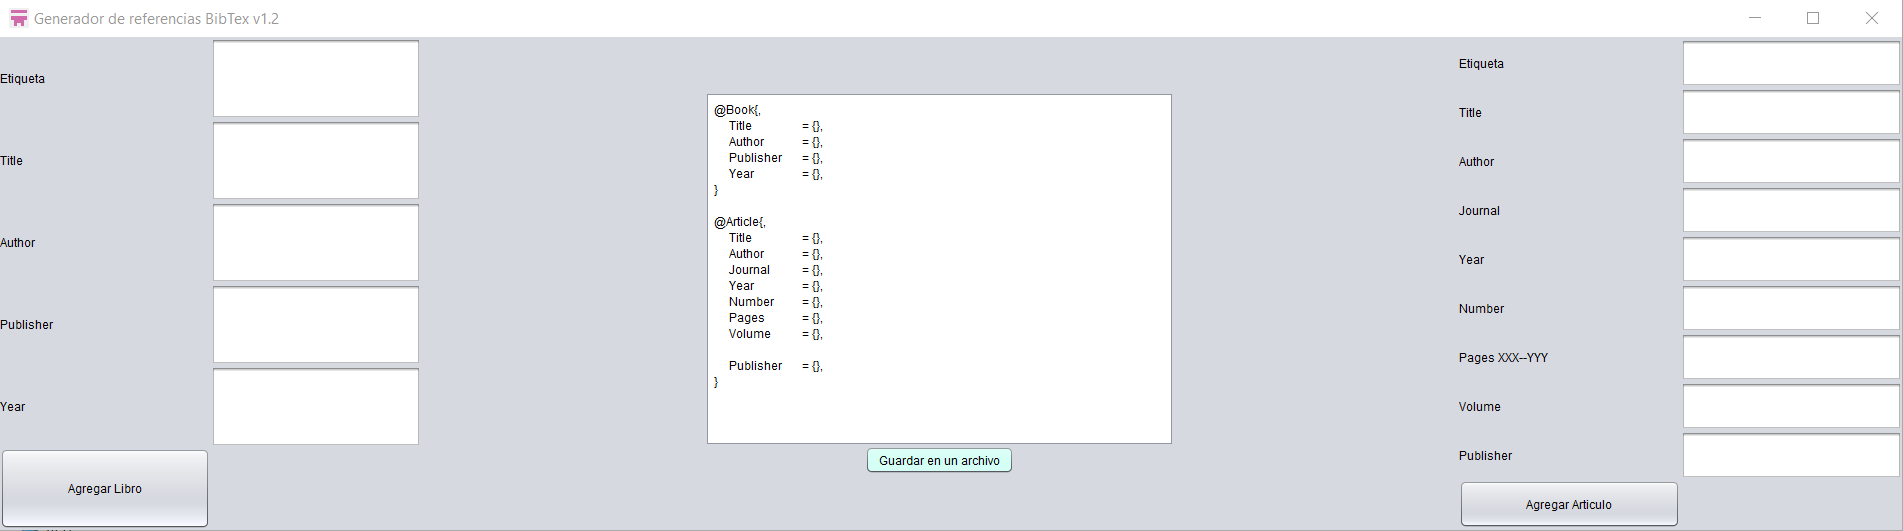 Generador de referencias BibTex v1.2
Etiqueta
Title
Author
Publisher
Year
Agregar Libro
@Book{,
Title = {},
Author = {},
Publisher = {},
Year = {},
}
@Article{,
Title = {},
Author = {},
Journal = {},
Year = {},
Number = {},
Pages = {},
Volume = {},
Publisher = {},
}
Guardar en un archivo
Etiqueta
Title
Author
Journal
Year
Number
Pages XXX--YYY
Volume
Publisher
Agregar Articulo